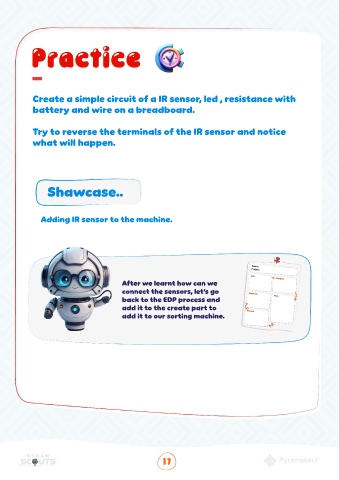 Practice
Create a simple circuit of a IR sensor, led , resistance with
battery and wire on a breadboard.
Try to reverse the terminals of the IR sensor and notice
what will happen.
Shawcase..
Adding IR sensor to the machine.
After we learnt how can we
connect the sensors, let's go
back to the EDP process and
add it to the create part to
add it to our sorting machine.
SCOUTS
17
Pyramakerz